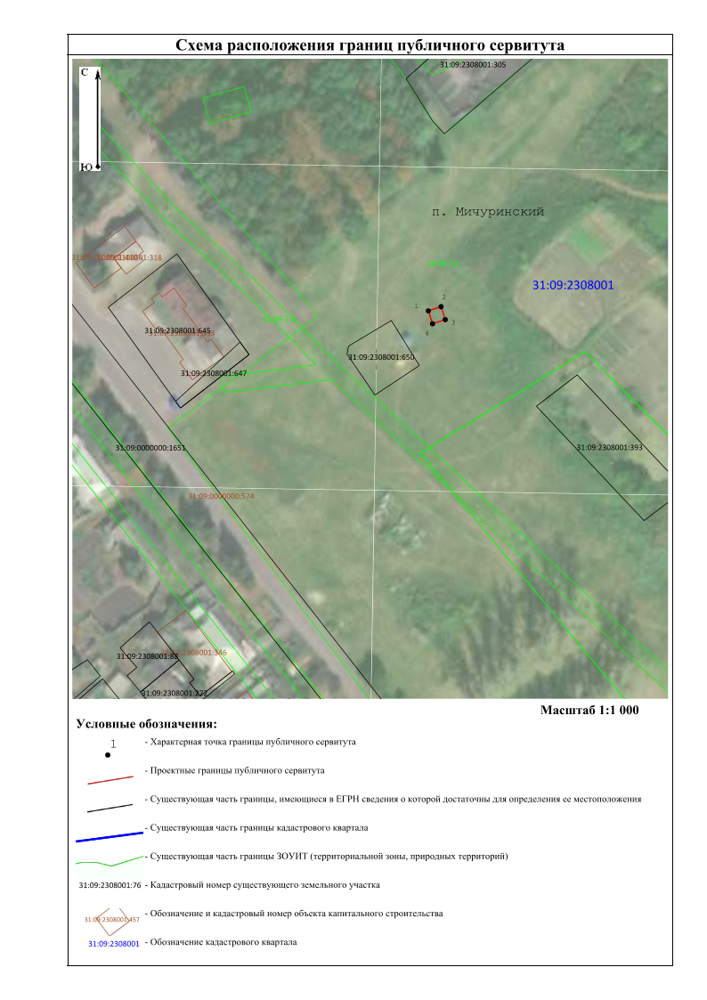 Схема расположения границ публичного сервитута
С
Ю
31:09:2308001:305
п. Мичуринский
31:09:2308001
1
2
3
4
31:09:2308001:645
31:09:2308001:650
31:09:2308001:647
31:09:0000000:1651
31:09:2308001:393
31:09:0000000:574
31:09:2308001:88
31:09:2308001:346
31:09:2308001:272
Масштаб 1:1 000
Условные обозначения:
1
- Характерная точка границы публичного сервитута
- Проектные границы публичного сервитута
- Существующая часть границы, имеющиеся в ЕГРН сведения о которой достаточны для определения ее местоположения
- Существующая часть границы кадастрового квартала
- Существующая часть границы ЗОУИТ (территориальной зоны, природных территорий)
31:09:2308001:76 - Кадастровый номер существующего земельного участка
31:09:2308001:457 - Обозначение и кадастровый номер объекта капитального строительства
31:09:2308001 - Обозначение кадастрового квартала